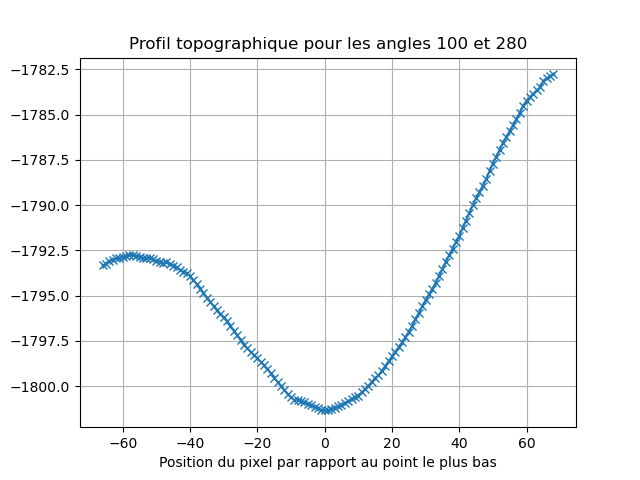 Profil topographique pour les angles 100 et 280
−1782.5
−1785.0
−1787.5
−1790.0
−1792.5
−1795.0
−1797.5
−1800.0
−60 −40 −20 0 20 40 60
Position du pixel par rapport au point le plus bas